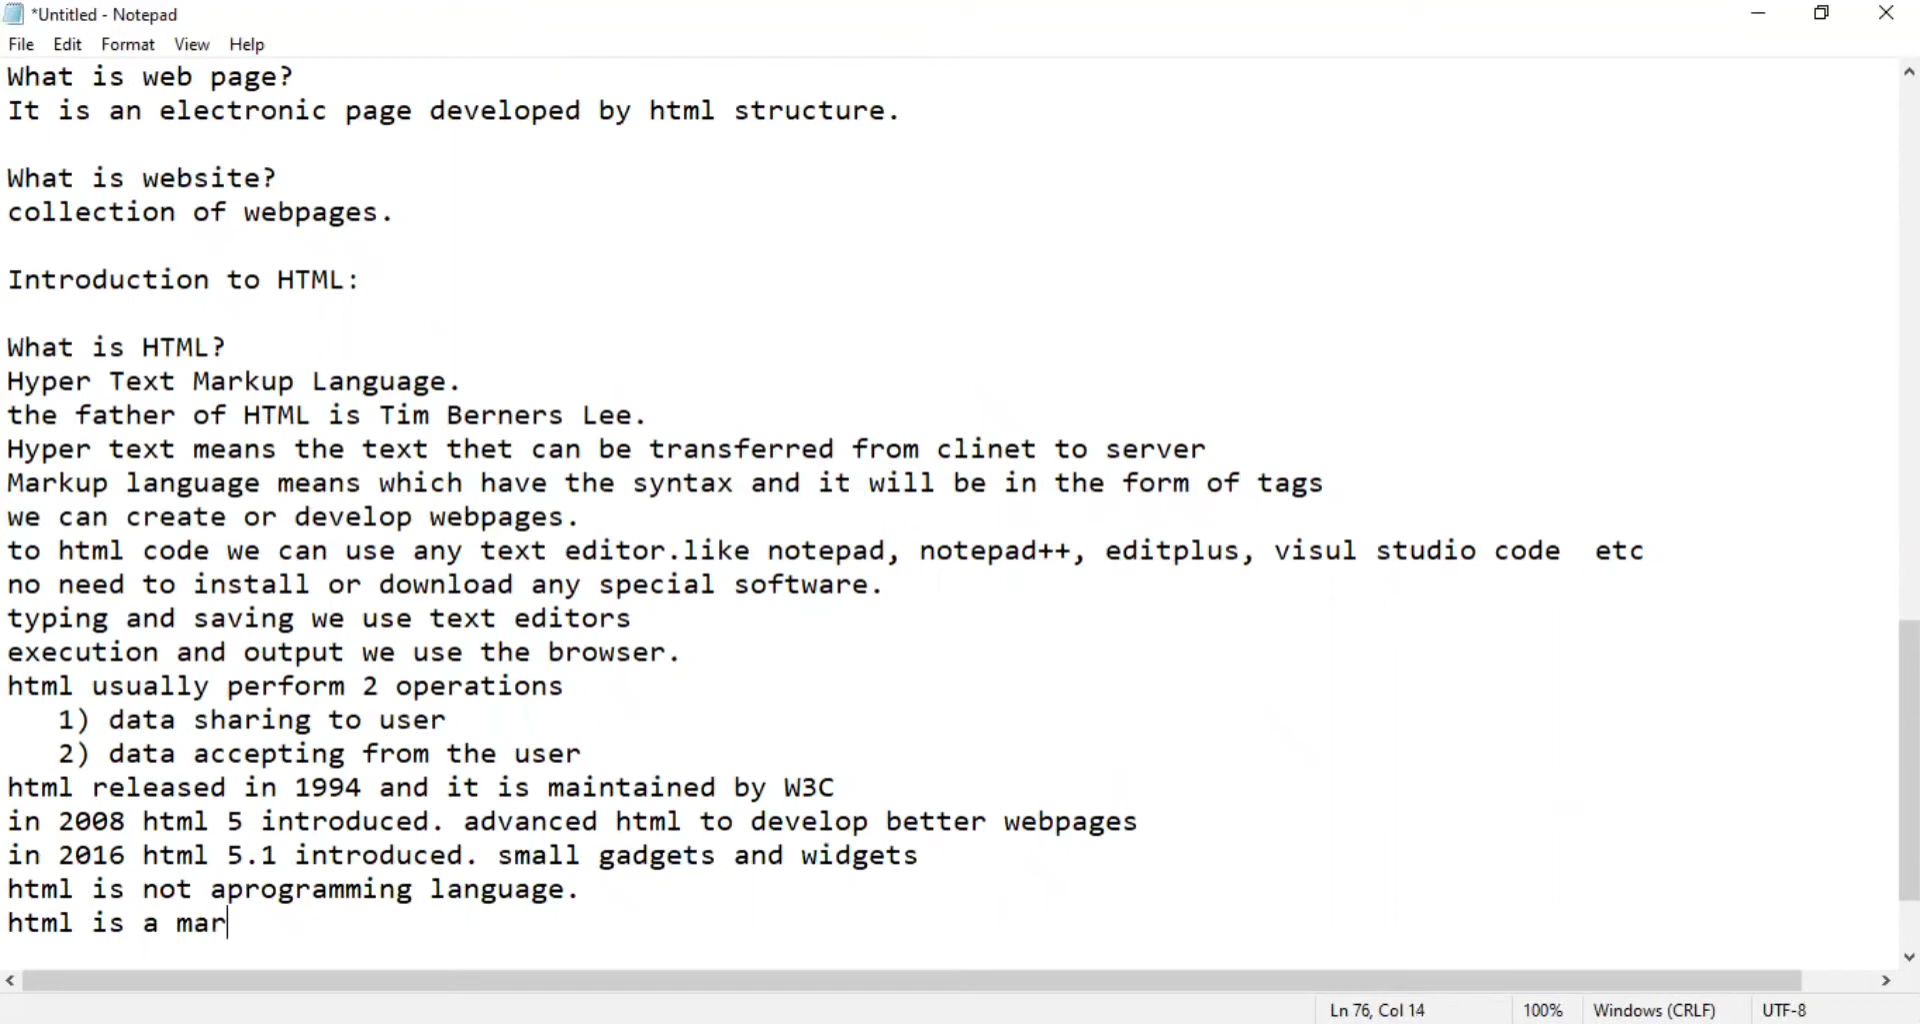 *Untitled - Notepad
File Edit Format View Help
What is web page?
It is an electronic page developed by html structure.
What is website?
collection of webpages.
Introduction to HTML:
What is HTML?
Hyper Text Markup Language.
the father of HTML is Tim Berners Lee.
Hyper text means the text thet can be transferred from clinet to server
Markup language means which have the syntax and it will be in the form of tags
we can create or develop webpages.
to html code we can use any text editor.like notepad, notepad++, editplus, visul studio code  etc
no need to install or download any special software.
typing and saving we use text editors
execution and output we use the browser.
html usually perform 2 operations
1) data sharing to user
2) data accepting from the user
html released in 1994 and it is maintained by W3C
in 2008 html 5 introduced. advanced html to develop better webpages
in 2016 html 5.1 introduced. small gadgets and widgets
html is not aprogramming language.
html is a mar
Ln 76, Col 14 100% Windows (CRLF) UTF-8